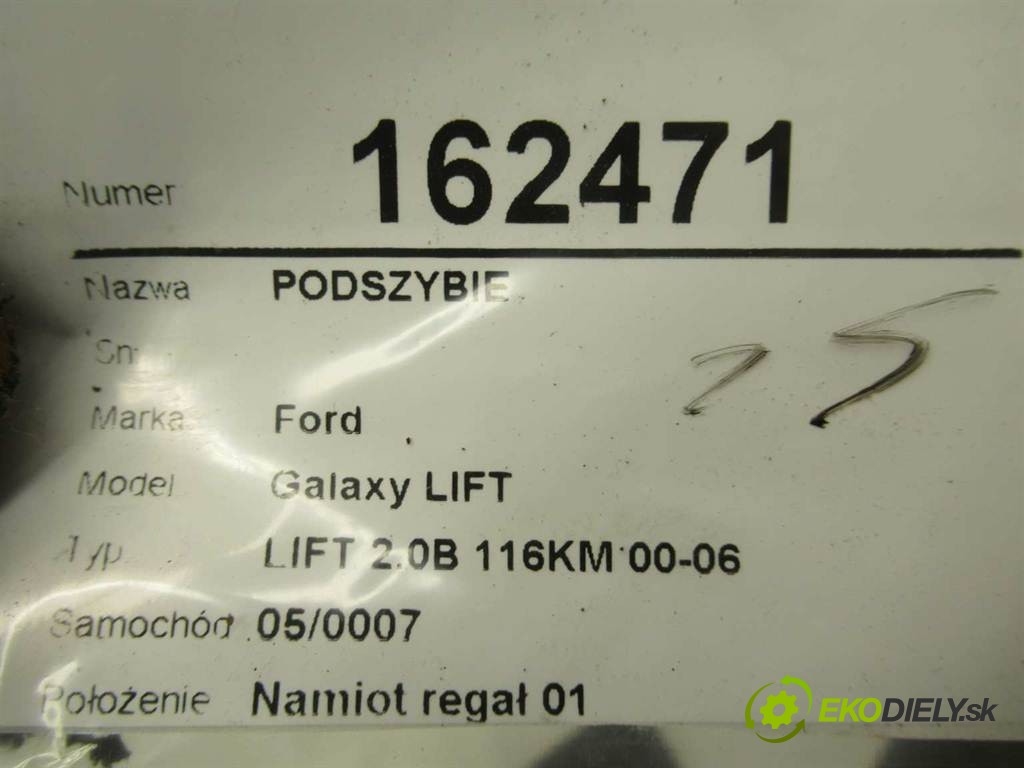 Numer 162471
Nazwa PODSZYBIE
Marka Ford
Model Galaxy LIFT
Typ LIFT 2.0B 116KM 00-06
Samochód 05/0007
Położenie Namiot regał 01
EKODIELY.sk